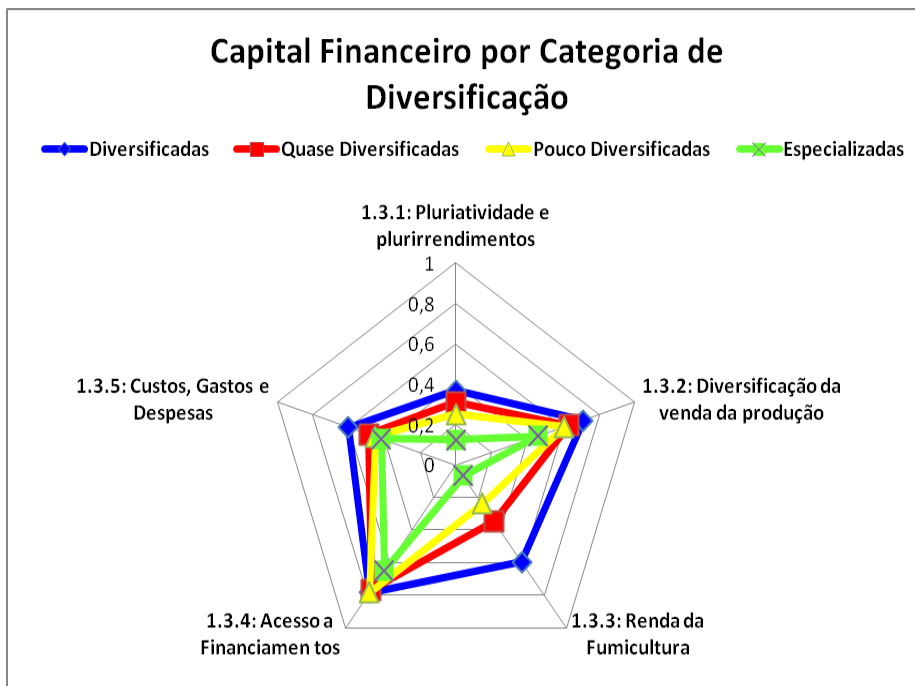 Capital Financeiro por Categoria de
Diversificação
Diversificadas Quase Diversificadas Pouco Diversificadas Especializadas
1.3.1: Pluriatividade e
plurirrendimentos
1
0,8
0,6
0,4
0,2
0
1.3.5: Custos, Gastos e
Despesas
1.3.2: Diversificação da
venda da produção
1.3.4: Acesso a
Financiamen tos
1.3.3: Renda da
Fumicultura